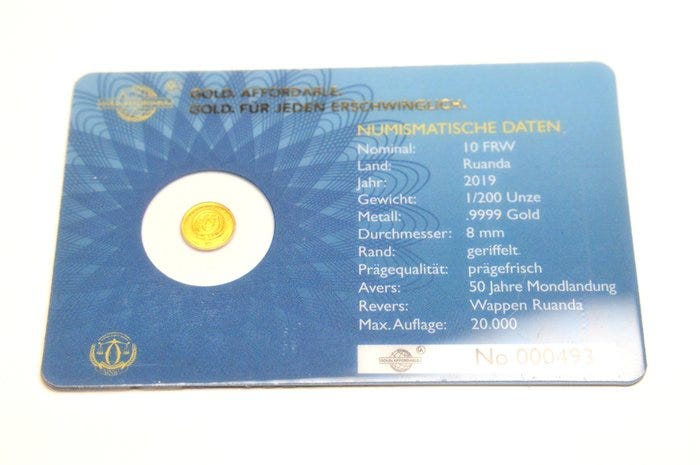 GOLD. AFFORDABLE.
GOLD. FÜR JEDEN ERSCHWINGLICH.
NUMISMATISCHE DATEN
Nominal: 10 FRW
Land: Ruanda
Jahr: 2019
Gewicht: 1/200 Unze
Metall: .9999 Gold
Durchmesser: 8 mm
Rand: geriffelt
Prägequalität: prägefrisch
Avers: 50 Jahre Mondlandung
Revers: Wappen Ruanda
Max. Auflage: 20.000
GOLD. AFFORDABLE
No 000493